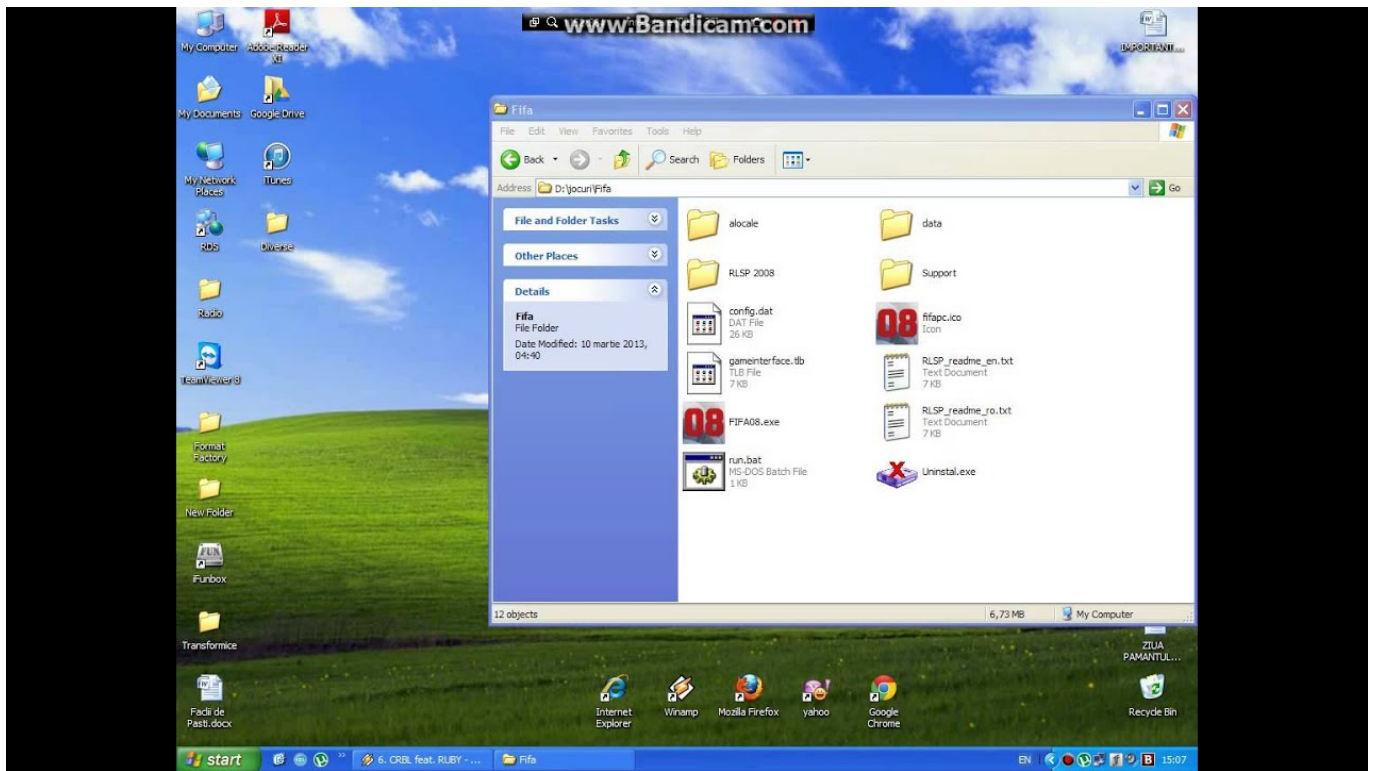 www.Bandicam.com
My Computer
Adobe Reader
XI
My Documents
Google Drive
My Network
Places
iTunes
RDS
Diverse
Radio
TeamViewer 8
Format
Factory
New Folder
iFunbox
Transformice
Facii de
Pasti.docx
Fifa
File Edit View Favorites Tools Help
Back
Search
Folders
Address D:\jocuri\Fifa
Go
File and Folder Tasks
Other Places
Details
Fifa
File Folder
Date Modified: 10 martie 2013,
04:40
alocale
data
RLSP 2008
Support
config.dat
DAT File
26 KB
08
fifapc.ico
Icon
gameinterface.tlb
TLB File
7 KB
RLSP_readme_en.txt
Text Document
7 KB
08
FIFA08.exe
RLSP_readme_ro.txt
Text Document
7 KB
run.bat
MS-DOS Batch File
1 KB
Uninstal.exe
12 objects
6,73 MB
My Computer
ZIUA
PAMANTUL...
Internet
Explorer
Winamp
Mozilla Firefox
yahoo
Google
Chrome
Recycle Bin
start
6. CRBL feat. RUBY - ...
Fifa
EN
15:07